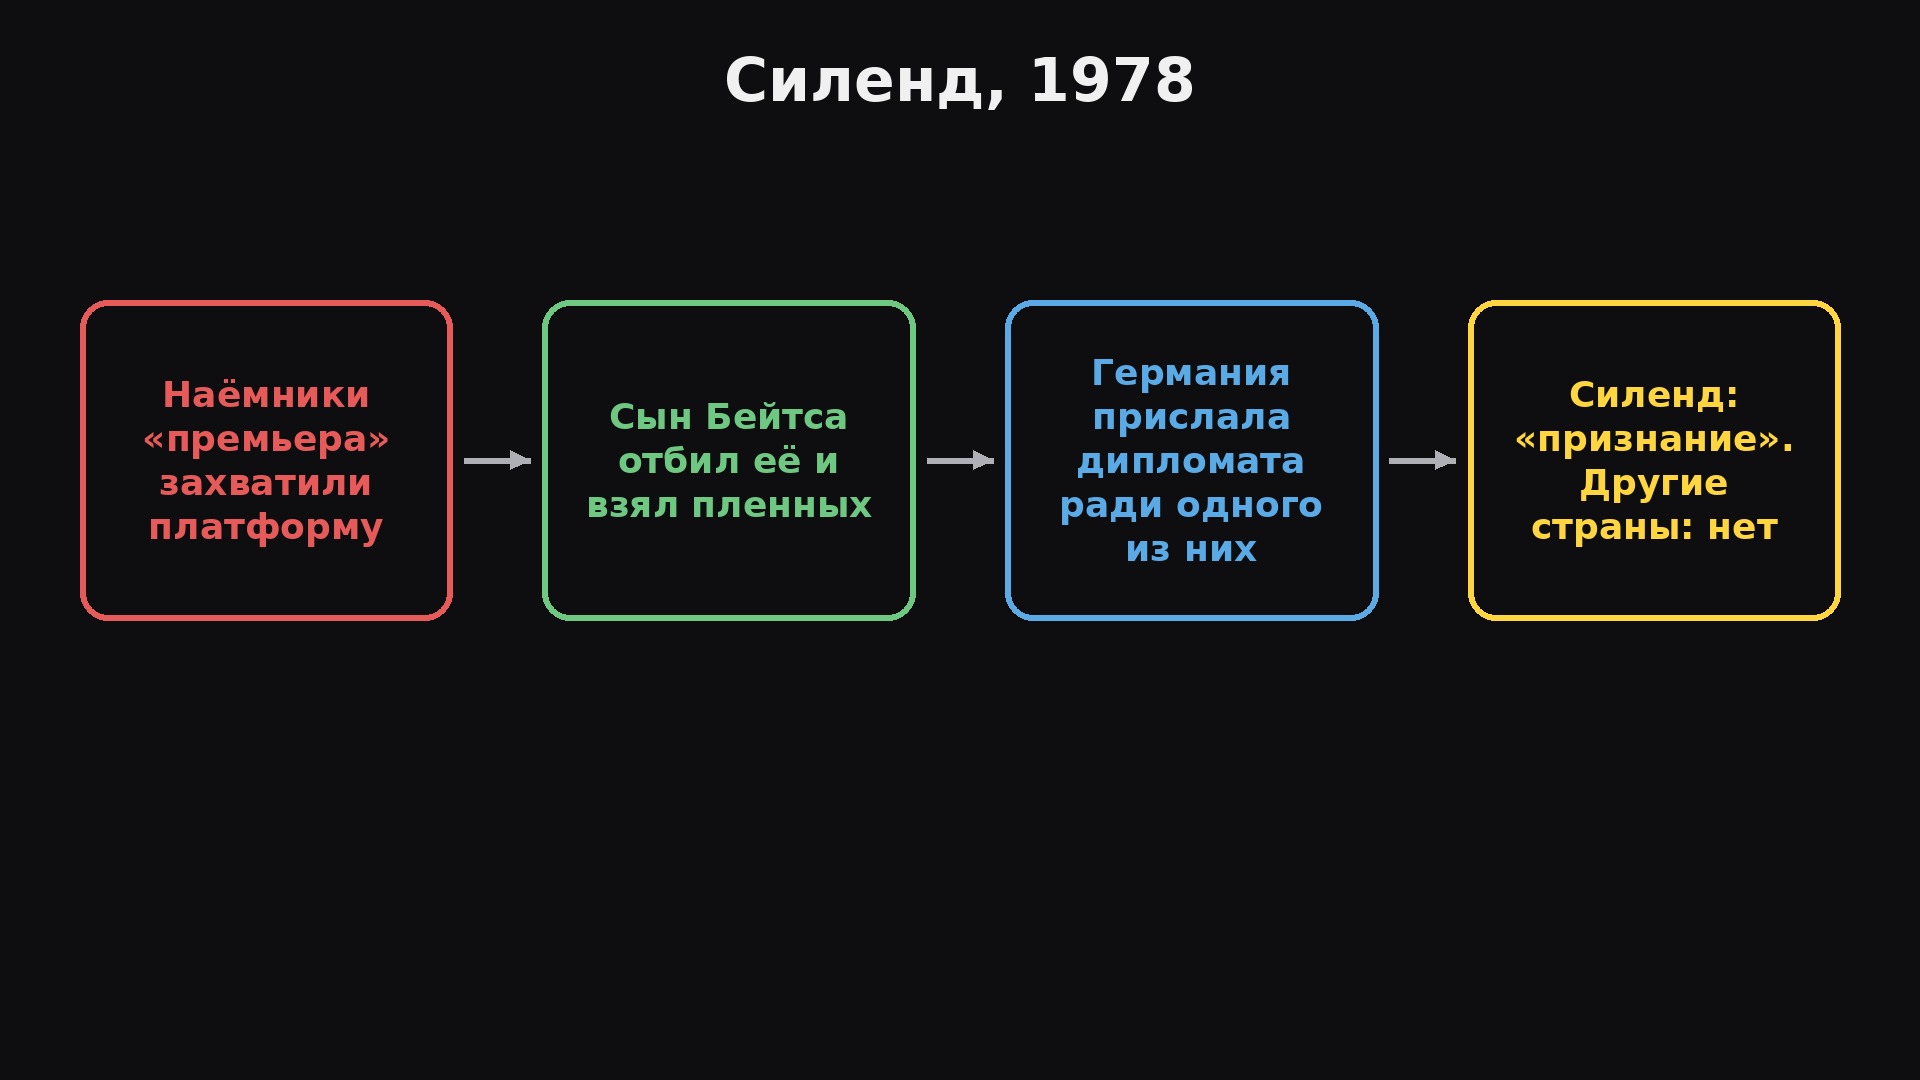 Силенд, 1978
Наёмники
«премьера»
захватили
платформу
Сын Бейтса
отбил её и
взял пленных
Германия
прислала
дипломата
ради одного
из них
Силенд:
«признание».
Другие
страны: нет